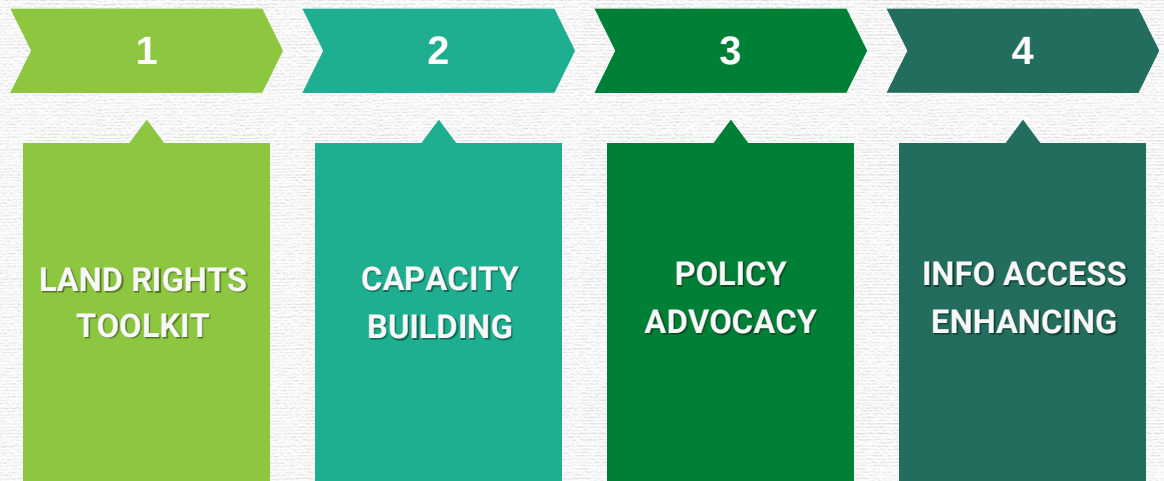 1
2
3
4
LAND RIGHTS
TOOLKIT
CAPACITY
BUILDING
POLICY
ADVOCACY
INFO ACCESS
ENHANCING